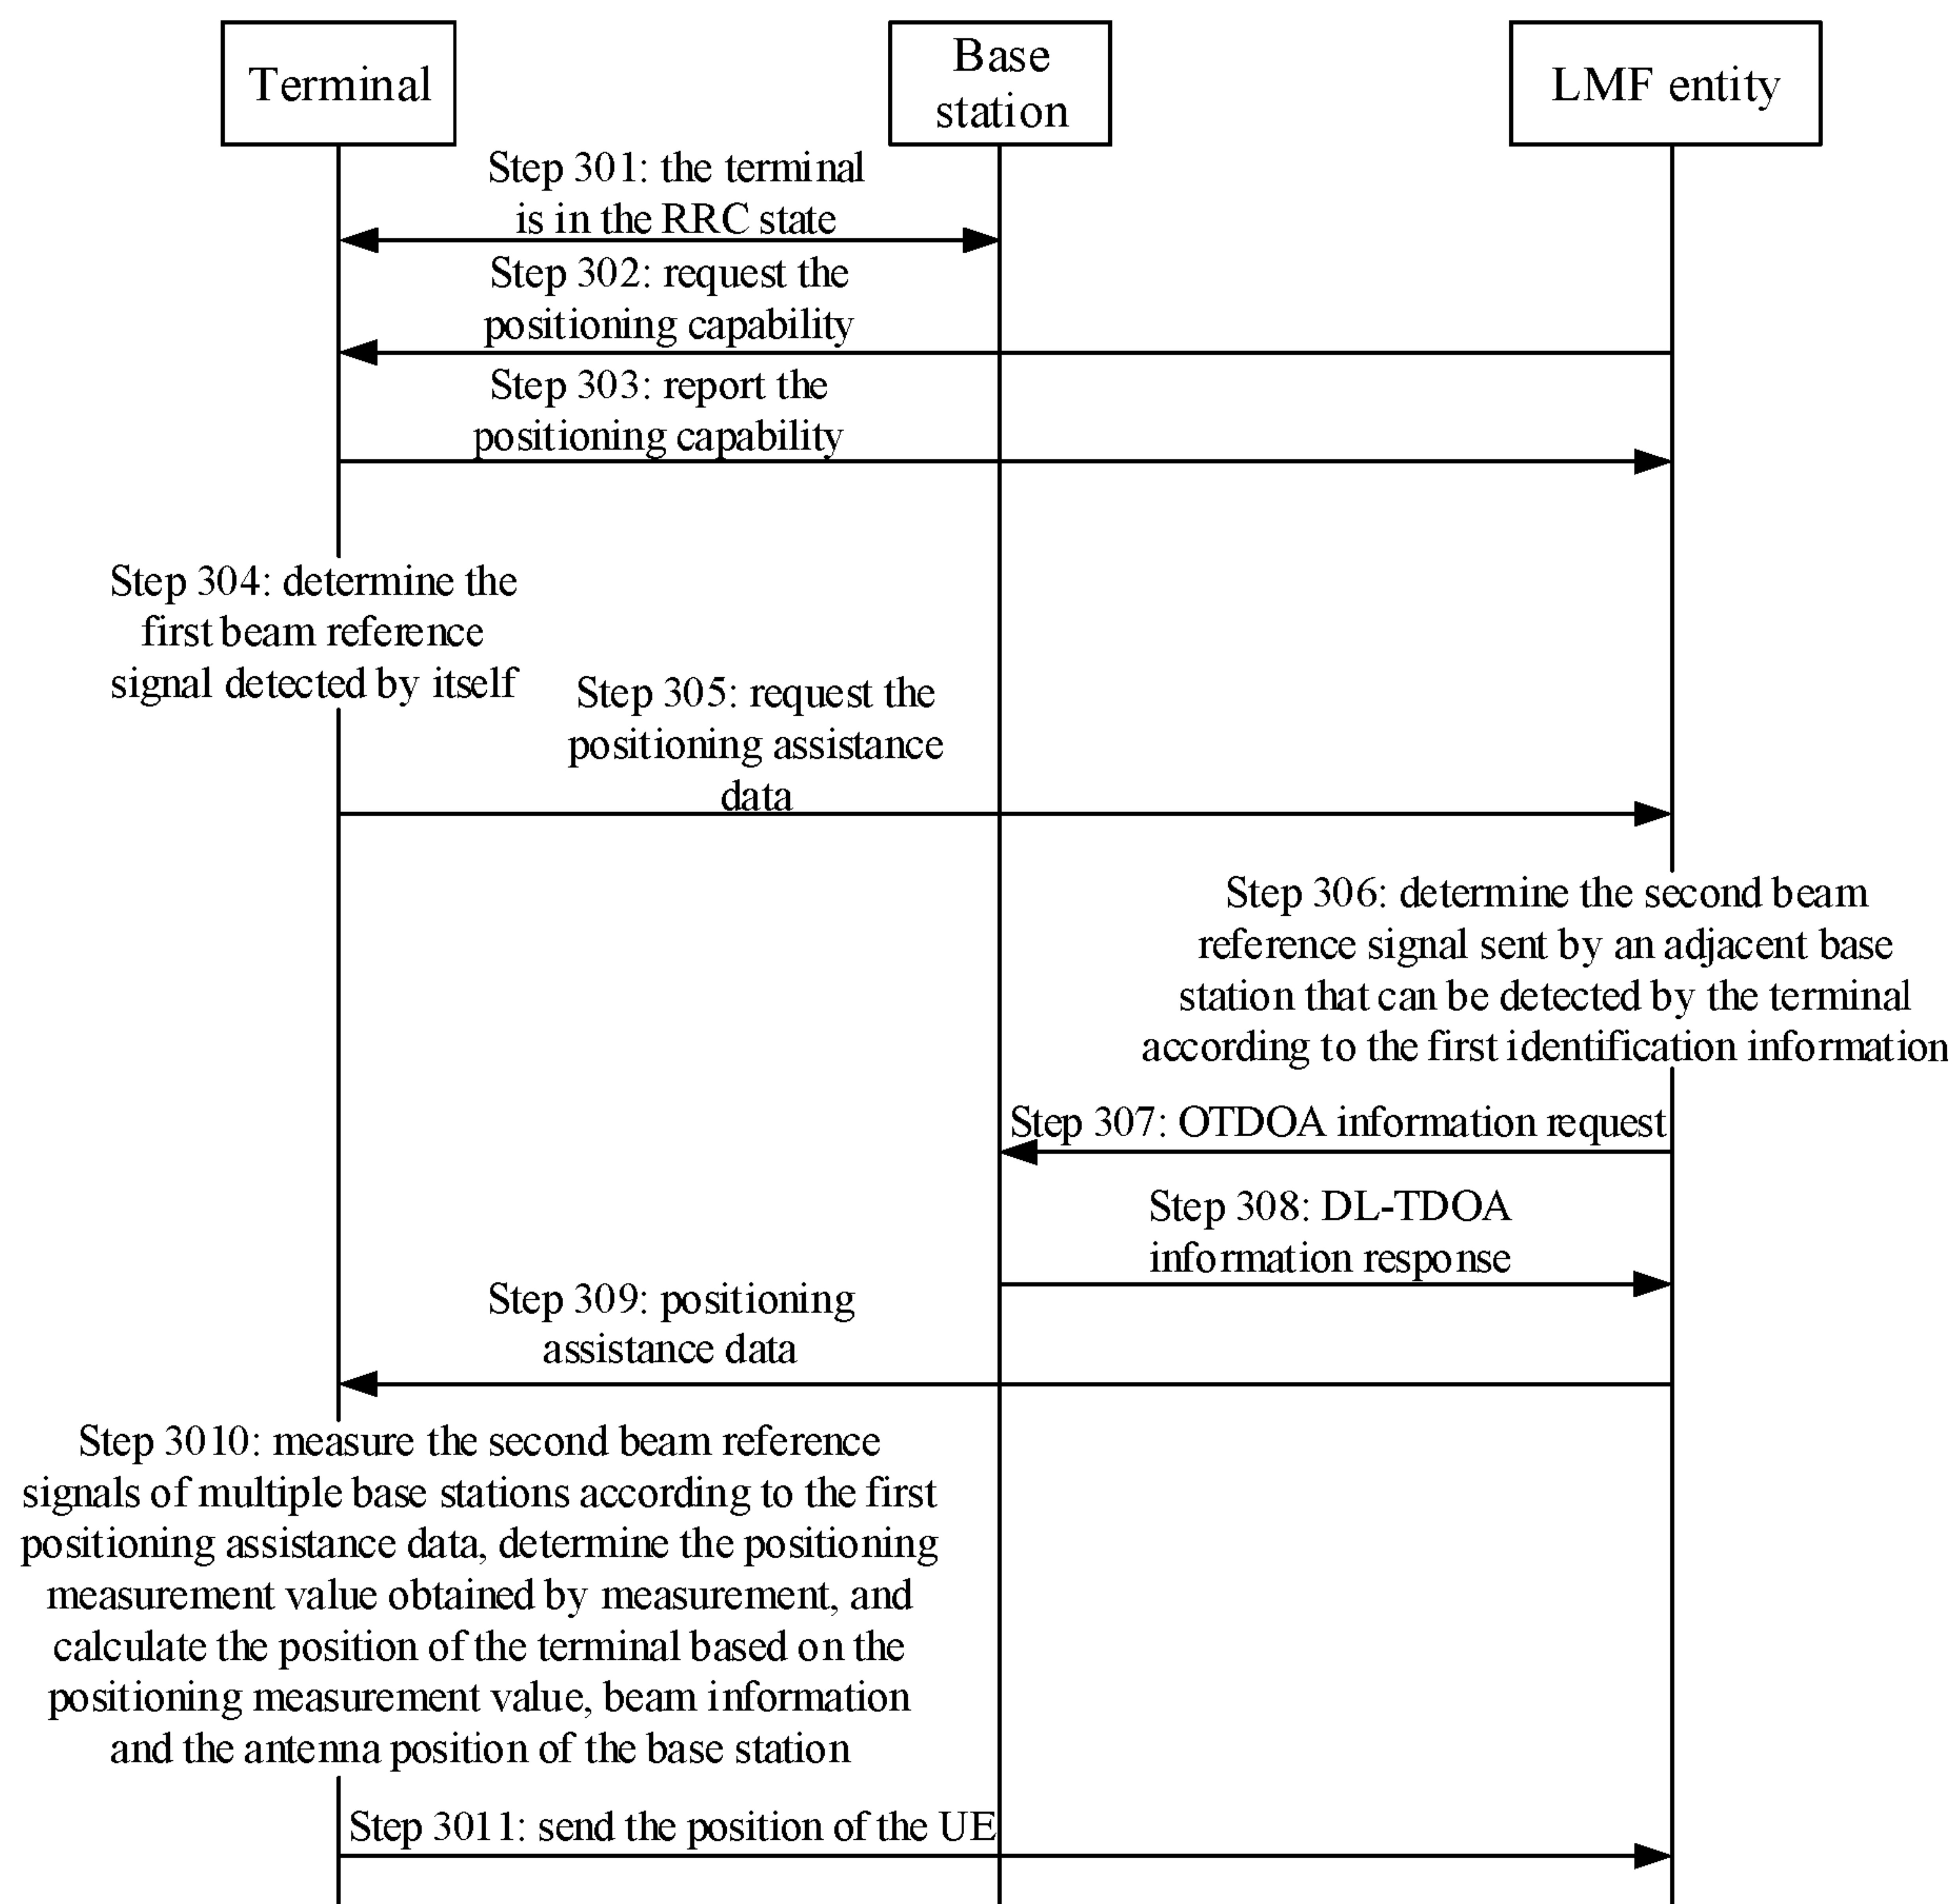 Terminal
Base
station
LMF entity
Step 301: the terminal
is in the RRC state
Step 302: request the
positioning capability
Step 303: report the
positioning capability
Step 304: determine the
first beam reference
signal detected by itself
Step 305: request the
positioning assistance
data
Step 306: determine the second beam
reference signal sent by an adjacent base
station that can be detected by the terminal
according to the first identification information
Step 307: OTDOA information request
Step 308: DL-TDOA
information response
Step 309: positioning
assistance data
Step 3010: measure the second beam reference
signals of multiple base stations according to the first
positioning assistance data, determine the positioning
measurement value obtained by measurement, and
calculate the position of the terminal based on the
positioning measurement value, beam information
and the antenna position of the base station
Step 3011: send the position of the UE